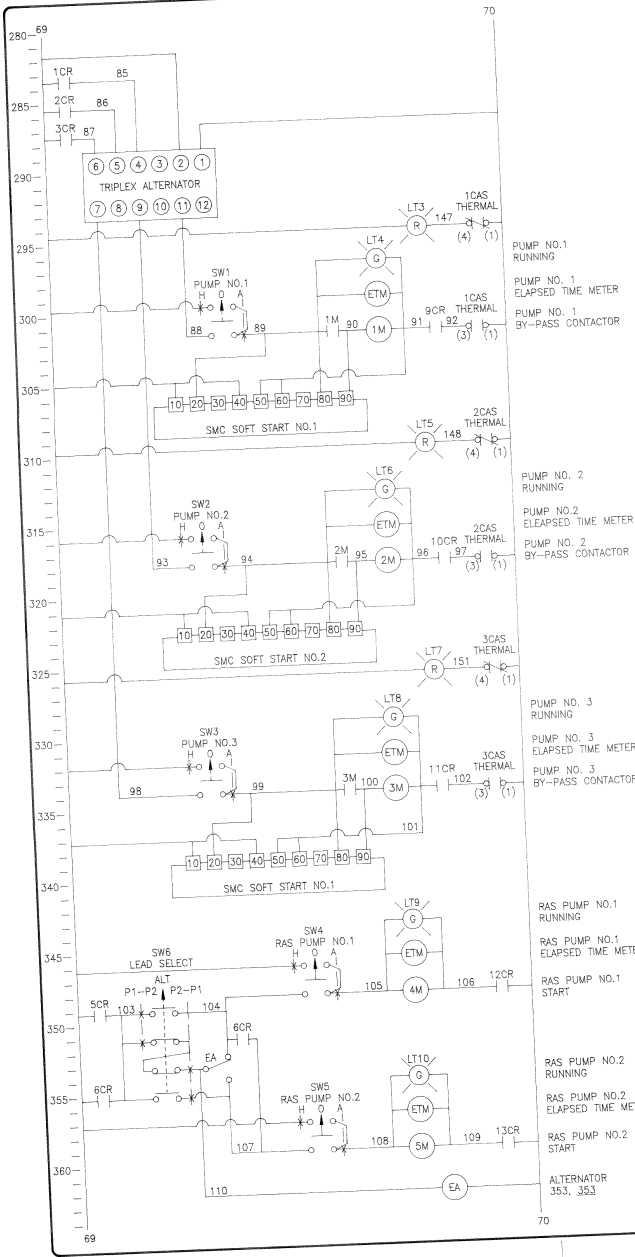 69
70
280
1CR 85
285
2CR 86
3CR 87
6 5 4 3 2 1
290
TRIPLEX ALTERNATOR
7 8 9 10 11 12
LT3
R
147
1CAS
THERMAL
(4) (1)
295
LT4
G
PUMP NO.1
RUNNING
SW1
PUMP NO.1
H O A
ETM
PUMP NO. 1
ELAPSED TIME METER
300
88
89
1M
90
1M
91
9CR
92
1CAS
THERMAL
(3) (1)
PUMP NO. 1
BY-PASS CONTACTOR
305
10 20 30 40 50 60 70 80 90
SMC SOFT START NO.1
LT5
R
148
2CAS
THERMAL
(4) (1)
310
LT6
G
PUMP NO. 2
RUNNING
SW2
PUMP NO.2
H O A
315
ETM
PUMP NO.2
ELEAPSED TIME METER
93
94
2M
95
2M
96
10CR
97
2CAS
THERMAL
(3) (1)
PUMP NO. 2
BY-PASS CONTACTOR
320
10 20 30 40 50 60 70 80 90
SMC SOFT START NO.2
LT7
R
151
3CAS
THERMAL
(4) (1)
325
LT8
G
PUMP NO. 3
RUNNING
SW3
PUMP NO.3
H O A
330
ETM
PUMP NO. 3
ELAPSED TIME METER
98
99
3M
100
3M
11CR
102
3CAS
THERMAL
(3) (1)
PUMP NO. 3
BY-PASS CONTACTOR
335
101
10 20 30 40 50 60 70 80 90
SMC SOFT START NO.1
340
LT9
G
RAS PUMP NO.1
RUNNING
SW4
RAS PUMP NO.1
H O A
345
SW6
LEAD SELECT
ALT
P1-P2 P2-P1
ETM
RAS PUMP NO.1
ELAPSED TIME METE
105
4M
106
12CR
RAS PUMP NO.1
START
5CR
103
104
350
6CR
EA
LT10
G
RAS PUMP NO.2
RUNNING
6CR
355
SW5
RAS PUMP NO.2
H O A
ETM
RAS PUMP NO.2
ELAPSED TIME MET
107
108
5M
109
13CR
RAS PUMP NO.2
START
360
110
EA
ALTERNATOR
353, 353
69
70